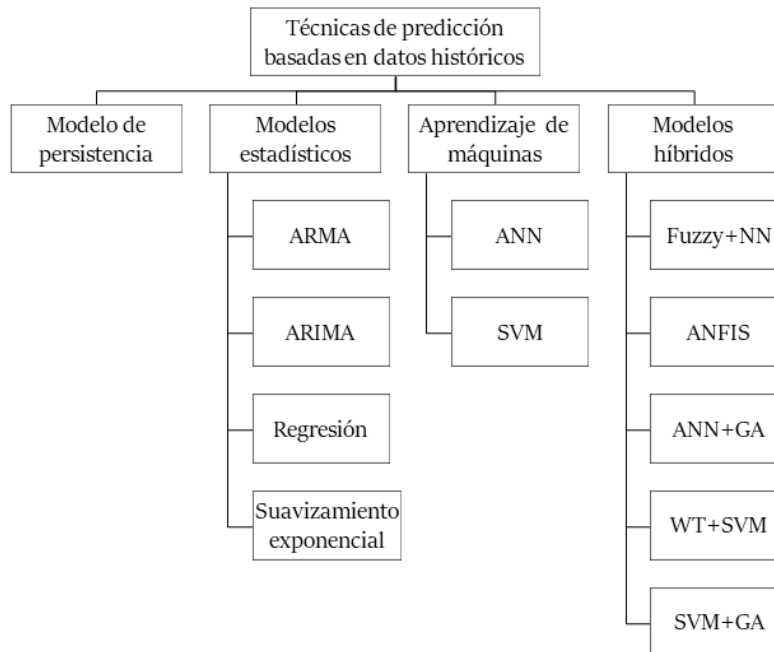 Técnicas de predicción
basadas en datos históricos
Modelo de
persistencia
Modelos
estadísticos
Aprendizaje de
máquinas
Modelos
híbridos
ARMA
ARIMA
Regresión
Suavizamiento
exponencial
ANN
SVM
Fuzzy+NN
ANFIS
ANN+GA
WT+SVM
SVM+GA